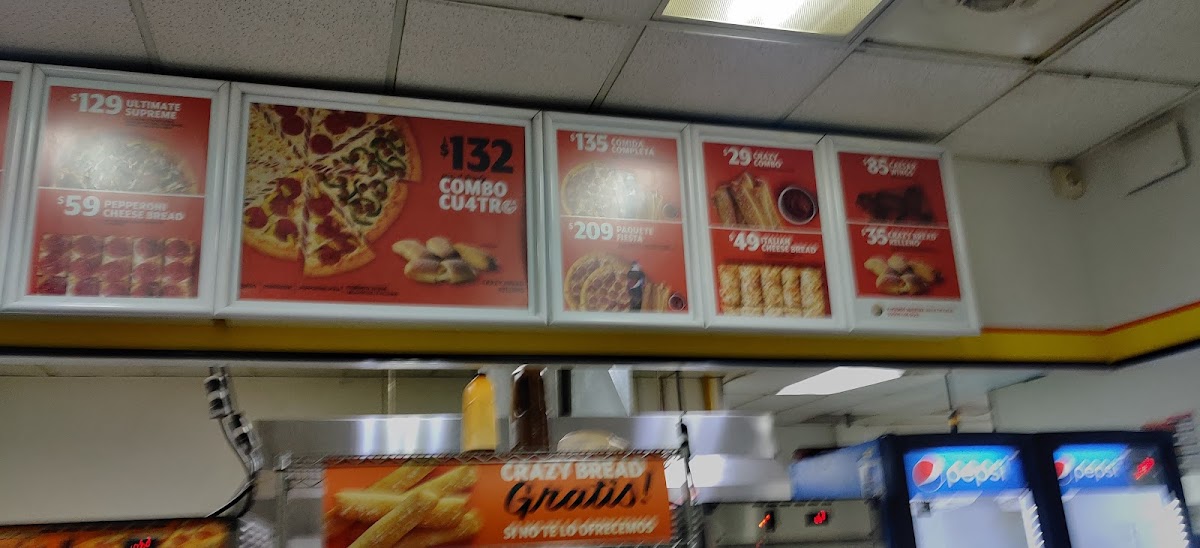 $129 ULTIMATE
SUPREME
$59 PEPPERONI
CHEESE BREAD
$132
COMBO
CU4TRO
$135 COMIDA
COMPLETA
$209 PAQUETE
FIESTA
$29 CRAZY
COMBO
$49 ITALIAN
CHEESE BREAD
$85 CAESAR
WINGS
$35 CRAZY BREAD
RELLENO
CRAZY BREAD
Gratis!
SI NO TE LO OFRECEMOS
pepsi
pepsi